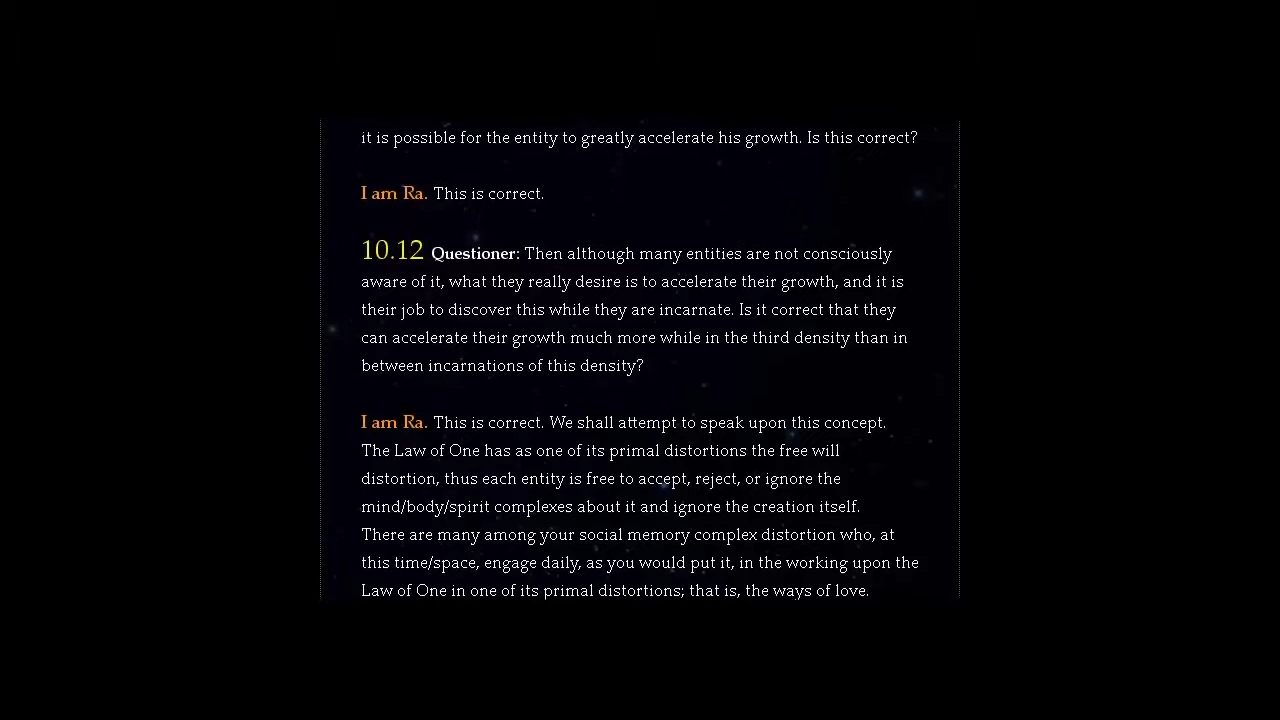 it is possible for the entity to greatly accelerate his growth. Is this correct?
I am Ra. This is correct.
10.12 Questioner: Then although many entities are not consciously
aware of it, what they really desire is to accelerate their growth, and it is
their job to discover this while they are incarnate. Is it correct that they
can accelerate their growth much more while in the third density than in
between incarnations of this density?
I am Ra. This is correct. We shall attempt to speak upon this concept.
The Law of One has as one of its primal distortions the free will
distortion, thus each entity is free to accept, reject, or ignore the
mind/body/spirit complexes about it and ignore the creation itself.
There are many among your social memory complex distortion who, at
this time/space, engage daily, as you would put it, in the working upon the
Law of One in one of its primal distortions; that is, the ways of love.